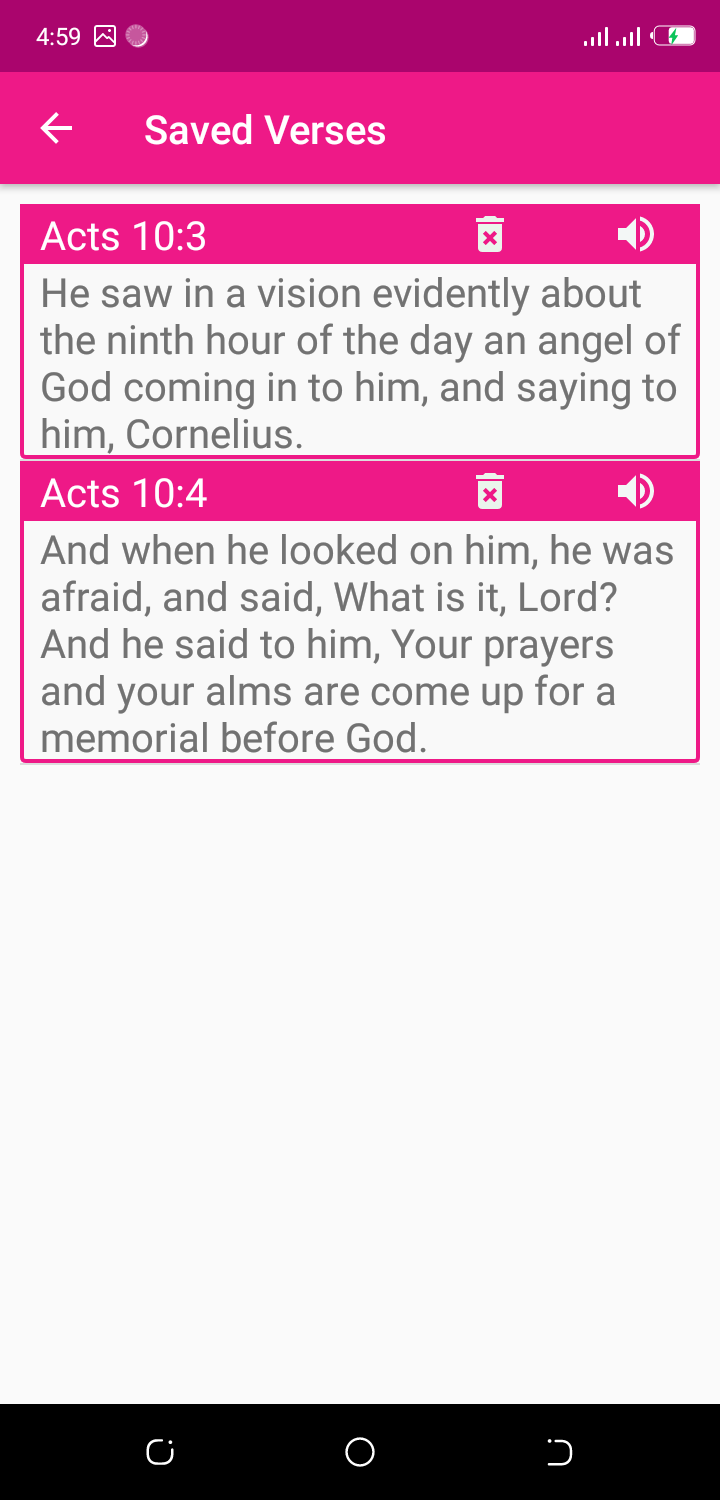 4:59
Saved Verses
Acts 10:3
He saw in a vision evidently about
the ninth hour of the day an angel of
God coming in to him, and saying to
him, Cornelius.
Acts 10:4
And when he looked on him, he was
afraid, and said, What is it, Lord?
And he said to him, Your prayers
and your alms are come up for a
memorial before God.